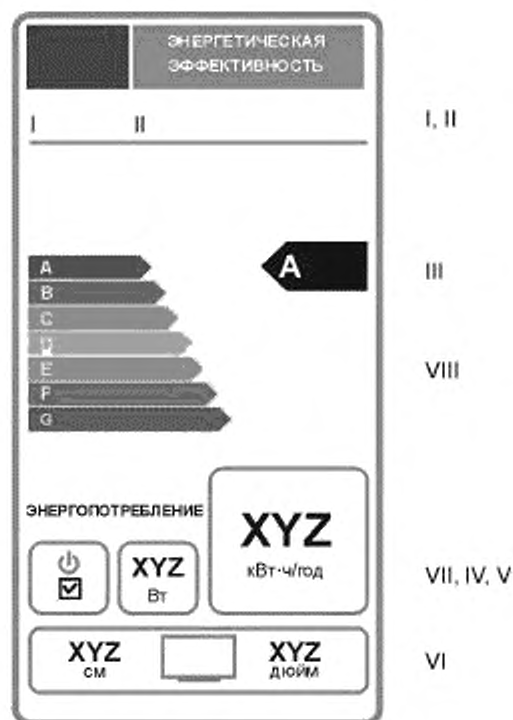 ЭНЕРГЕТИЧЕСКАЯ
ЭФФЕКТИВНОСТЬ
I II
I, II
A
III
A
B
C
D
E
F
G
VIII
ЭНЕРГОПОТРЕБЛЕНИЕ
XYZ
Вт
XYZ
кВт·ч/год
VII, IV, V
XYZ
см
XYZ
дюйм
VI